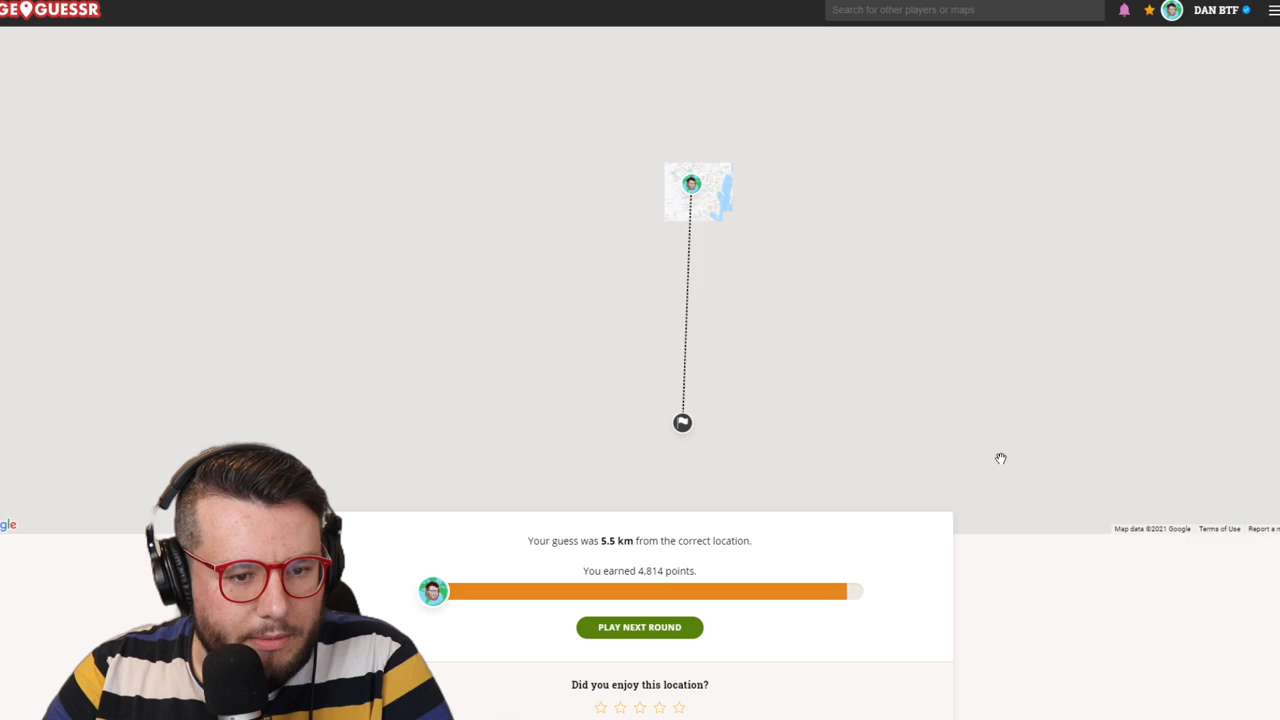 GEOGUESSR
Search for other players or maps
DAN BTF
gle
Map data ©2021 Google
Terms of Use
Report a
Your guess was 5.5 km from the correct location.
You earned 4,814 points.
PLAY NEXT ROUND
Did you enjoy this location?